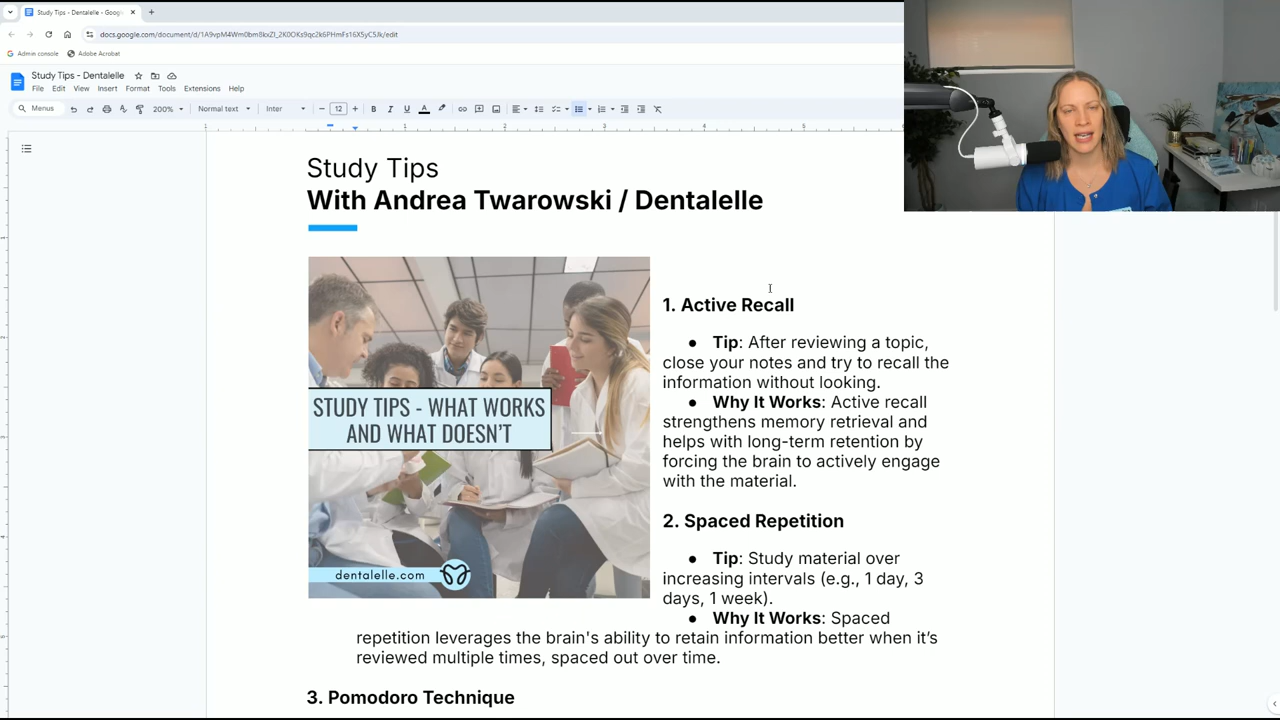 Study Tips - Dentalelle - Goog
docs.google.com/document/d/1A9vpM4Wm0bm8kxZI_2K0OKs9qc2k6PHmFs16X5yC5Jk/edit
Admin console
Adobe Acrobat
Study Tips - Dentalelle
File Edit View Insert Format Tools Extensions Help
Menus
200%
Normal text
Inter
12
Study Tips
With Andrea Twarowski / Dentalelle
STUDY TIPS - WHAT WORKS
AND WHAT DOESN'T
dentalelle.com
1. Active Recall
● Tip: After reviewing a topic,
close your notes and try to recall the
information without looking.
● Why It Works: Active recall
strengthens memory retrieval and
helps with long-term retention by
forcing the brain to actively engage
with the material.
2. Spaced Repetition
● Tip: Study material over
increasing intervals (e.g., 1 day, 3
days, 1 week).
● Why It Works: Spaced
repetition leverages the brain's ability to retain information better when it’s
reviewed multiple times, spaced out over time.
3. Pomodoro Technique